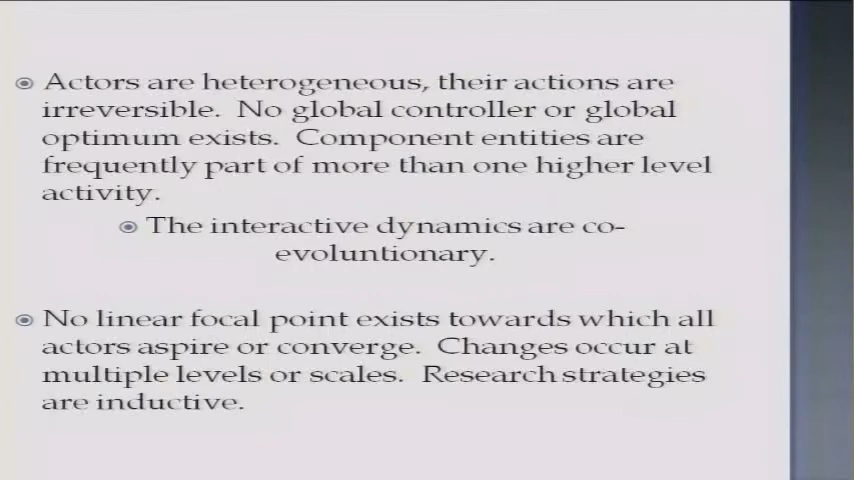 Actors are heterogeneous, their actions are
irreversible. No global controller or global
optimum exists. Component entities are
frequently part of more than one higher level
activity.
The interactive dynamics are co-
evoluntionary.
No linear focal point exists towards which all
actors aspire or converge. Changes occur at
multiple levels or scales. Research strategies
are inductive.